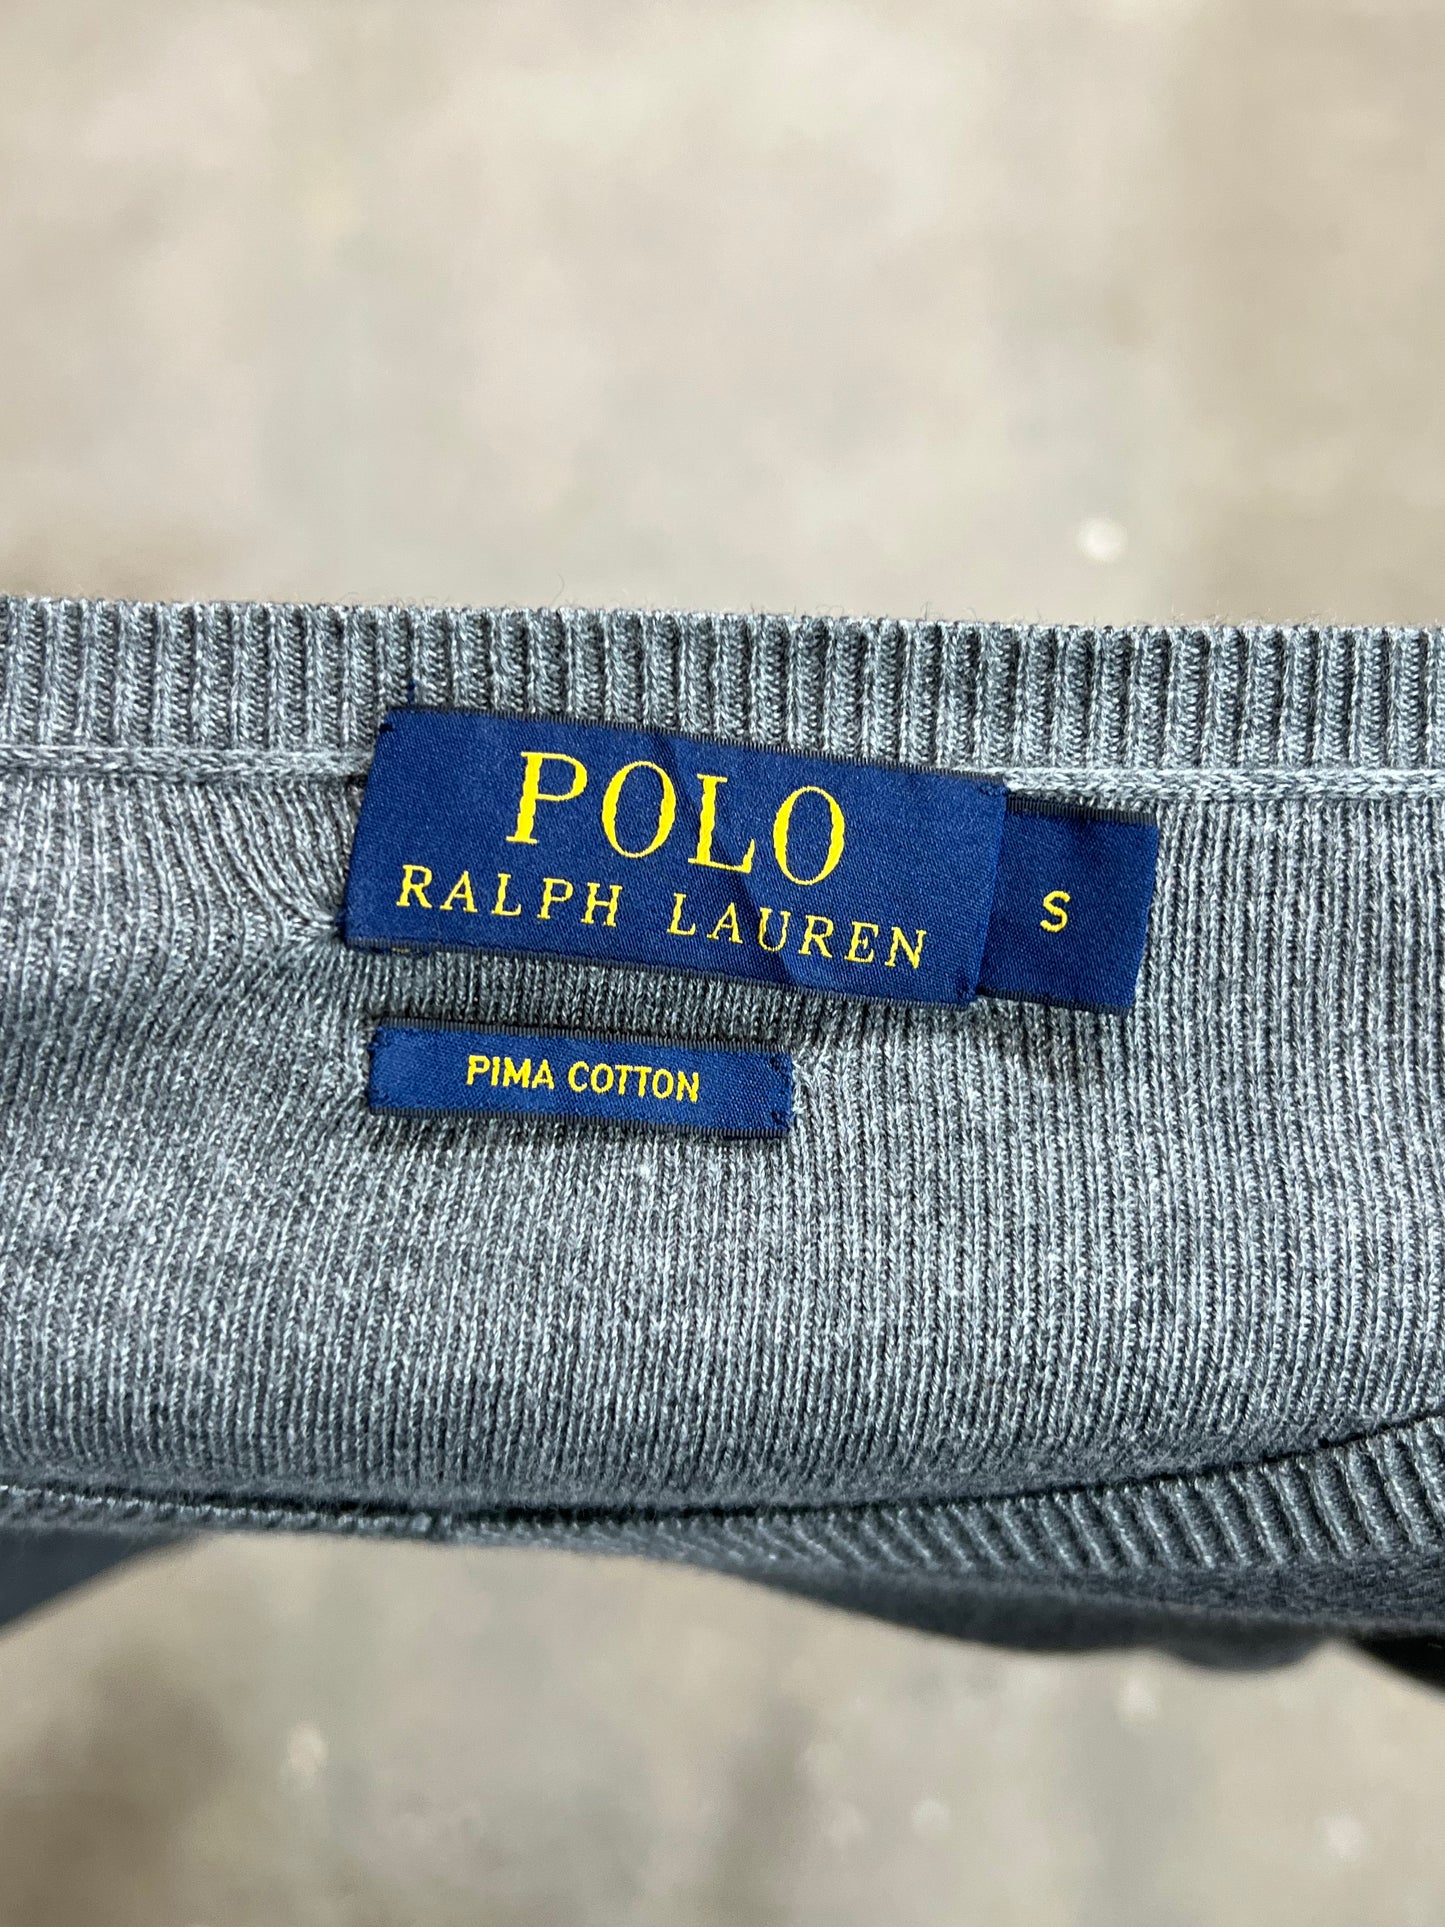 POLO
RALPH LAUREN
S
PIMA COTTON